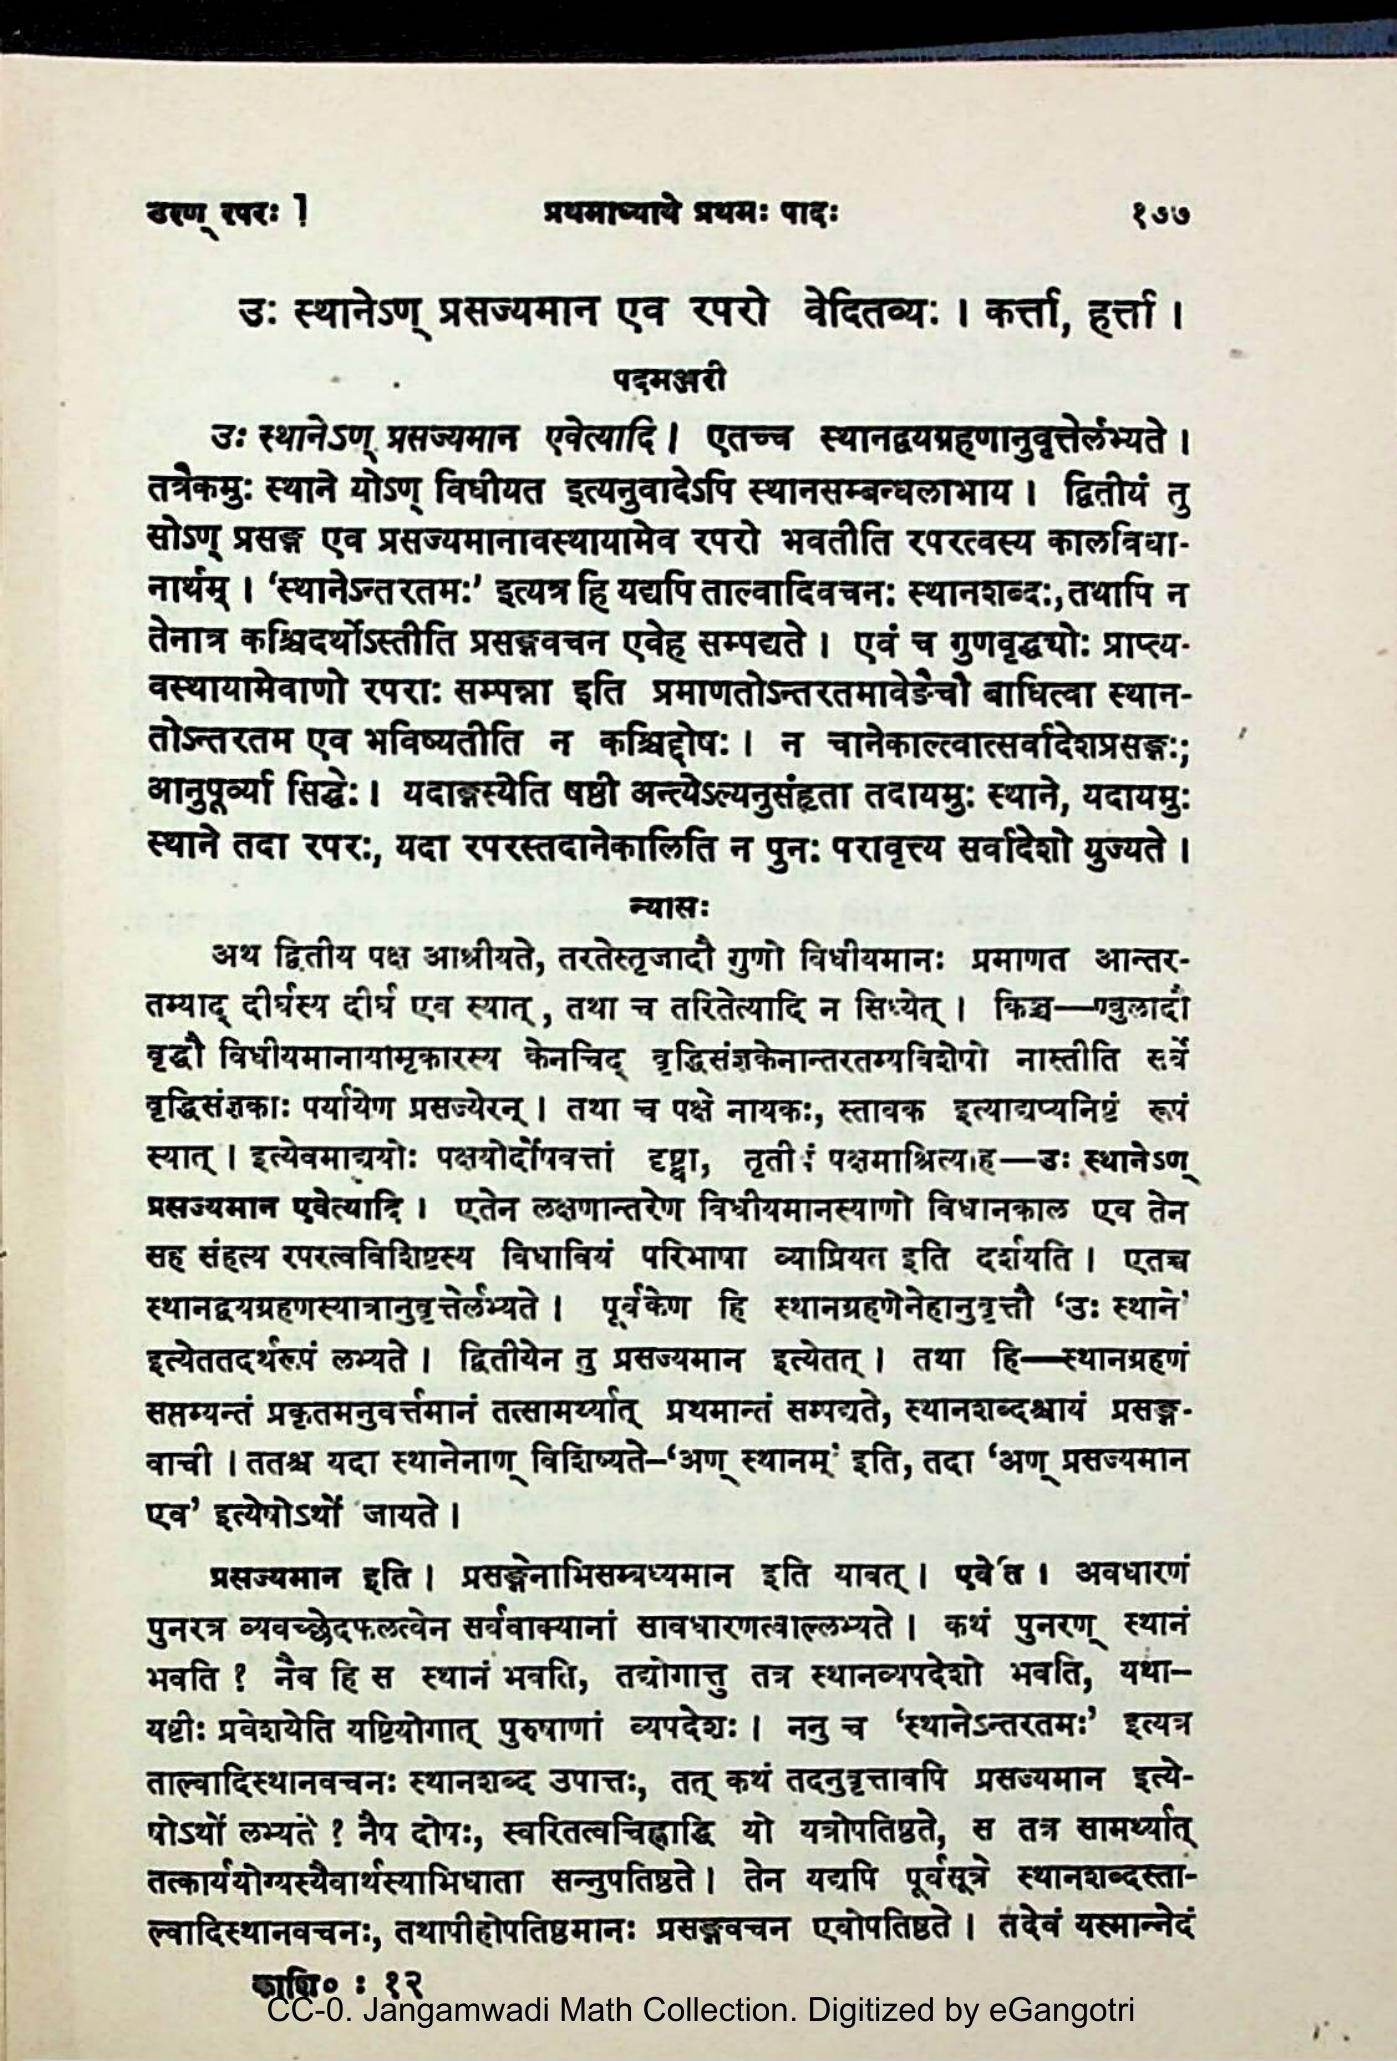 उरण् रपरः ] प्रथमाध्याये प्रथमः पादः १७७
उः स्थानेऽण् प्रसज्यमान एव रपरो वेदितव्यः । कर्त्ता, हर्त्ता ।
पदमञ्जरी
उः स्थानेऽण् प्रसज्यमान एवेत्यादि । एतच्च स्थानद्वयग्रहणानुवृत्तेर्लभ्यते ।
तत्रैकमुः स्थाने योऽण् विधीयत इत्यनुवादेऽपि स्थानसम्बन्धलाभाय । द्वितीयं तु
सोऽण् प्रसङ्ग एव प्रसज्यमानावस्थायामेव रपरो भवतीति रपरत्वस्य कालविधा-
नार्थम् । ‘स्थानेऽन्तरतमः’ इत्यत्र हि यद्यपि ताल्वादिवचनः स्थानशब्दः, तथापि न
तेनात्र कश्चिदर्थोऽस्तीति प्रसङ्गवचन एवेह सम्पद्यते । एवं च गुणवृद्ध्योः प्राप्त्य-
वस्थायामेवाणो रपराः सम्पन्ना इति प्रमाणतोऽन्तरतमावेङैचौ बाधित्वा स्थान-
तोऽन्तरतम एव भविष्यतीति न कश्चिद्दोषः । न चानेकाल्त्वात्सर्वादेशप्रसङ्गः;
आनुपूर्व्या सिद्धेः । यदाङ्गस्येति षष्ठी अन्त्येऽल्यनुसंहृता तदायमुः स्थाने, यदायमुः
स्थाने तदा रपरः, यदा रपरस्तदानेकालिति न पुनः परावृत्त्य सर्वादेशो युज्यते ।
न्यासः
अथ द्वितीय पक्ष आश्रीयते, तरतेस्तृजादौ गुणो विधीयमानः प्रमाणत आन्तर-
तम्याद् दीर्घस्य दीर्घ एव स्यात्, तथा च तरितेत्यादि न सिध्येत् । किञ्च—ण्वुलादौ
वृद्धौ विधीयमानायामृकारस्य केनचिद् वृद्धिसंज्ञकेनान्तरतम्यविशेषो नास्तीति सर्वे
वृद्धिसंज्ञकाः पर्यायेण प्रसज्येरन् । तथा च पक्षे नायकः, स्तावक इत्याद्यप्यनिष्टं रूपं
स्यात् । इत्येवमाद्ययोः पक्षयोर्दोषवत्तां दृष्ट्वा, तृतीयं पक्षमाश्रित्याह—उः स्थानेऽण्
प्रसज्यमान एवेत्यादि । एतेन लक्षणान्तरेण विधीयमानस्याणो विधानकाल एव तेन
सह संहत्य रपरत्वविशिष्टस्य विधावियं परिभाषा व्याप्रियत इति दर्शयति । एतच्च
स्थानद्वयग्रहणस्यात्रानुवृत्तेर्लभ्यते । पूर्वकेण हि स्थानग्रहणेनेहानुवृत्तौ ‘उः स्थाने’
इत्येततदर्थरुपं लभ्यते । द्वितीयेन तु प्रसज्यमान इत्येतत् । तथा हि—स्थानग्रहणं
सप्तम्यन्तं प्रकृतमनुवर्त्तमानं तत्सामर्थ्यात् प्रथमान्तं सम्पद्यते, स्थानशब्दश्चायं प्रसङ्ग-
वाची । ततश्च यदा स्थानेनाण् विशिष्यते–‘अण् स्थानम्’ इति, तदा ‘अण् प्रसज्यमान
एव’ इत्येषोऽर्थो जायते ।
प्रसज्यमान इति । प्रसङ्गेनाभिसम्बध्यमान इति यावत् । एवेति । अवधारणं
पुनरत्र व्यवच्छेदफलत्वेन सर्ववाक्यानां सावधारणत्वाल्लभ्यते । कथं पुनरण् स्थानं
भवति ? नैव हि स स्थानं भवति, तद्योगात्तु तत्र स्थानव्यपदेशो भवति, यथा–
यष्टीः प्रवेशयेति यष्टियोगात् पुरुषाणां व्यपदेशः । ननु च ‘स्थानेऽन्तरतमः’ इत्यत्र
ताल्वादिस्थानवचनः स्थानशब्द उपात्तः, तत् कथं तदनुवृत्तावपि प्रसज्यमान इत्ये-
षोऽर्थो लभ्यते ? नैष दोषः, स्वरितत्वचिह्नाद्धि यो यत्रोपतिष्ठते, स तत्र सामर्थ्यात्
तत्कार्ययोग्यस्यैवार्थस्याभिधाता सन्नुपतिष्ठते । तेन यद्यपि पूर्वसूत्रे स्थानशब्दस्ता-
ल्वादिस्थानवचनः, तथापीहोपतिष्ठमानः प्रसङ्गवचन एवोपतिष्ठते । तदेवं यस्मान्नेदं
काशि० : १२
CC-0. Jangamwadi Math Collection. Digitized by eGangotri